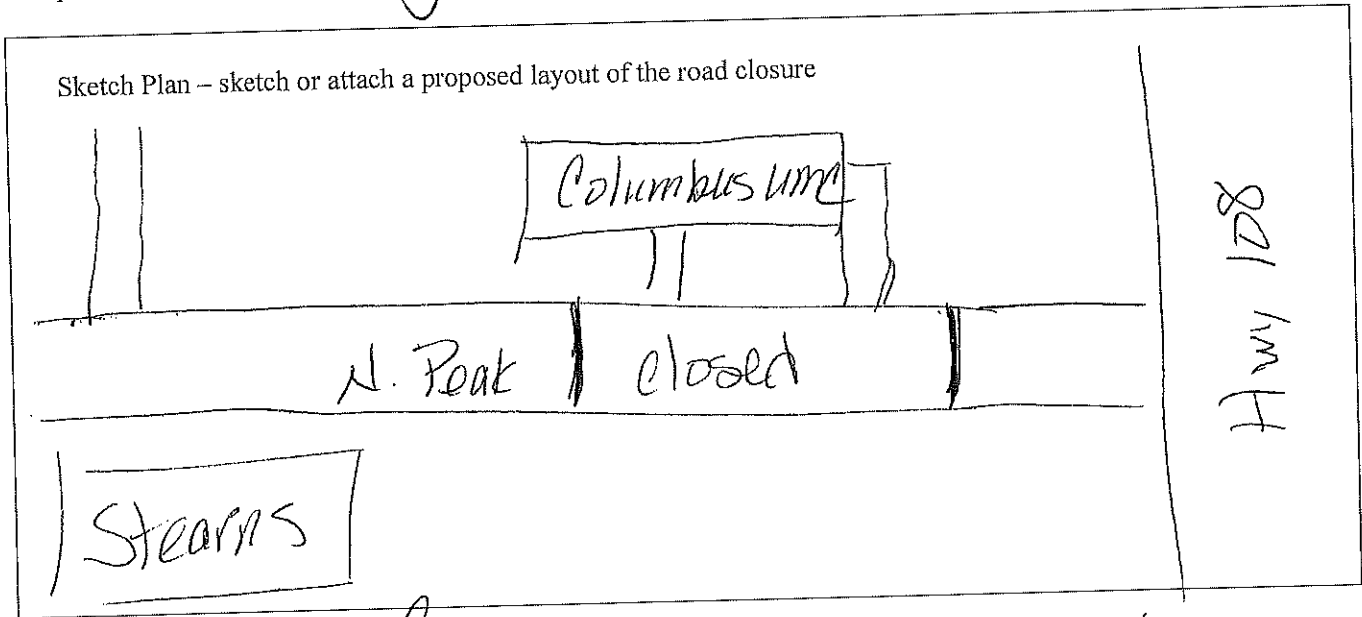 Sketch Plan – sketch or attach a proposed layout of the road closure
Columbus UMC
Hwy 108
N. Peak closed
Stearns